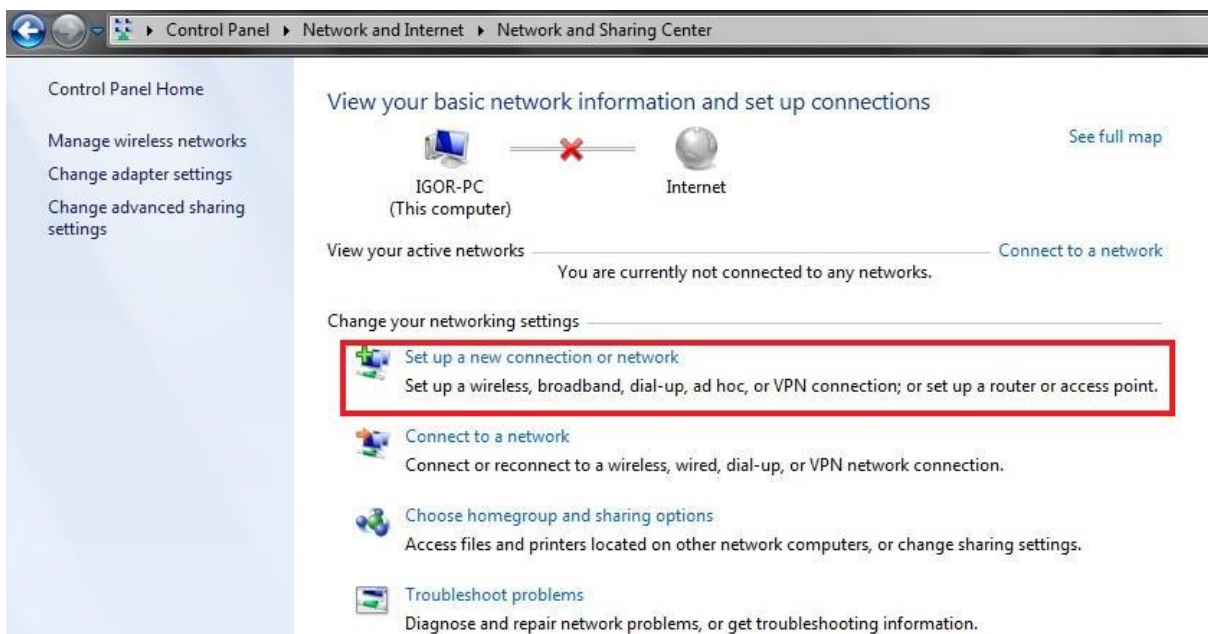 Control Panel ▸ Network and Internet ▸ Network and Sharing Center
Control Panel Home
Manage wireless networks
Change adapter settings
Change advanced sharing
settings
View your basic network information and set up connections
See full map
IGOR-PC
(This computer)
Internet
View your active networks
Connect to a network
You are currently not connected to any networks.
Change your networking settings
Set up a new connection or network
Set up a wireless, broadband, dial-up, ad hoc, or VPN connection; or set up a router or access point.
Connect to a network
Connect or reconnect to a wireless, wired, dial-up, or VPN network connection.
Choose homegroup and sharing options
Access files and printers located on other network computers, or change sharing settings.
Troubleshoot problems
Diagnose and repair network problems, or get troubleshooting information.